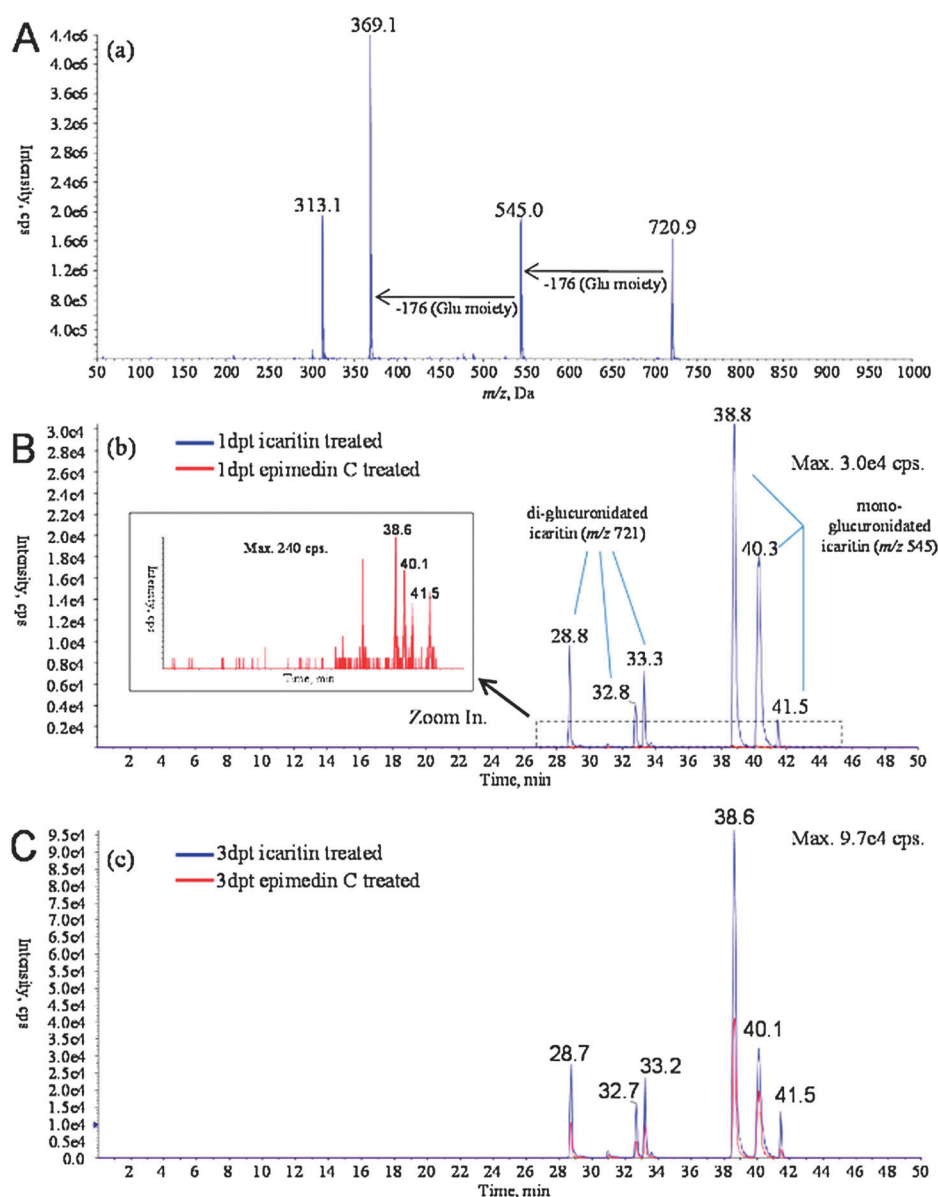 A
(a)
369.1
4.4e6
4.0e6
3.6e6
3.2e6
2.8e6
2.4e6
2.0e6
1.6e6
1.2e6
8.0e5
4.0e5
Intensity, cps
313.1
545.0
720.9
-176 (Glu moiety)
-176 (Glu moiety)
50 100 150 200 250 300 350 400 450 500 550 600 650 700 750 800 850 900 950 1000
m/z, Da
B
(b)
1dpt icaritin treated
1dpt epimedin C treated
3.0e4
2.8e4
2.6e4
2.4e4
2.2e4
2.0e4
1.8e4
1.6e4
1.4e4
1.2e4
1.0e4
0.8e4
0.6e4
0.4e4
0.2e4
Intensity, cps
38.8
Max. 3.0e4 cps.
di-glucuronidated
icaritin (m/z 721)
mono-
glucuronidated
icaritin (m/z 545)
Max. 240 cps.
38.6
40.1
41.5
Intensity, cps
Time, min
Zoom In.
28.8
32.8
33.3
40.3
41.5
2 4 6 8 10 12 14 16 18 20 22 24 26 28 30 32 34 36 38 40 42 44 46 48 50
Time, min
C
(c)
3dpt icaritin treated
3dpt epimedin C treated
9.5e4
9.0e4
8.5e4
8.0e4
7.5e4
7.0e4
6.5e4
6.0e4
5.5e4
5.0e4
4.5e4
4.0e4
3.5e4
3.0e4
2.5e4
2.0e4
1.5e4
1.0e4
0.5e4
0.0
Intensity, cps
38.6
Max. 9.7e4 cps.
28.7
32.7
33.2
40.1
41.5
2 4 6 8 10 12 14 16 18 20 22 24 26 28 30 32 34 36 38 40 42 44 46 48 50
Time, min